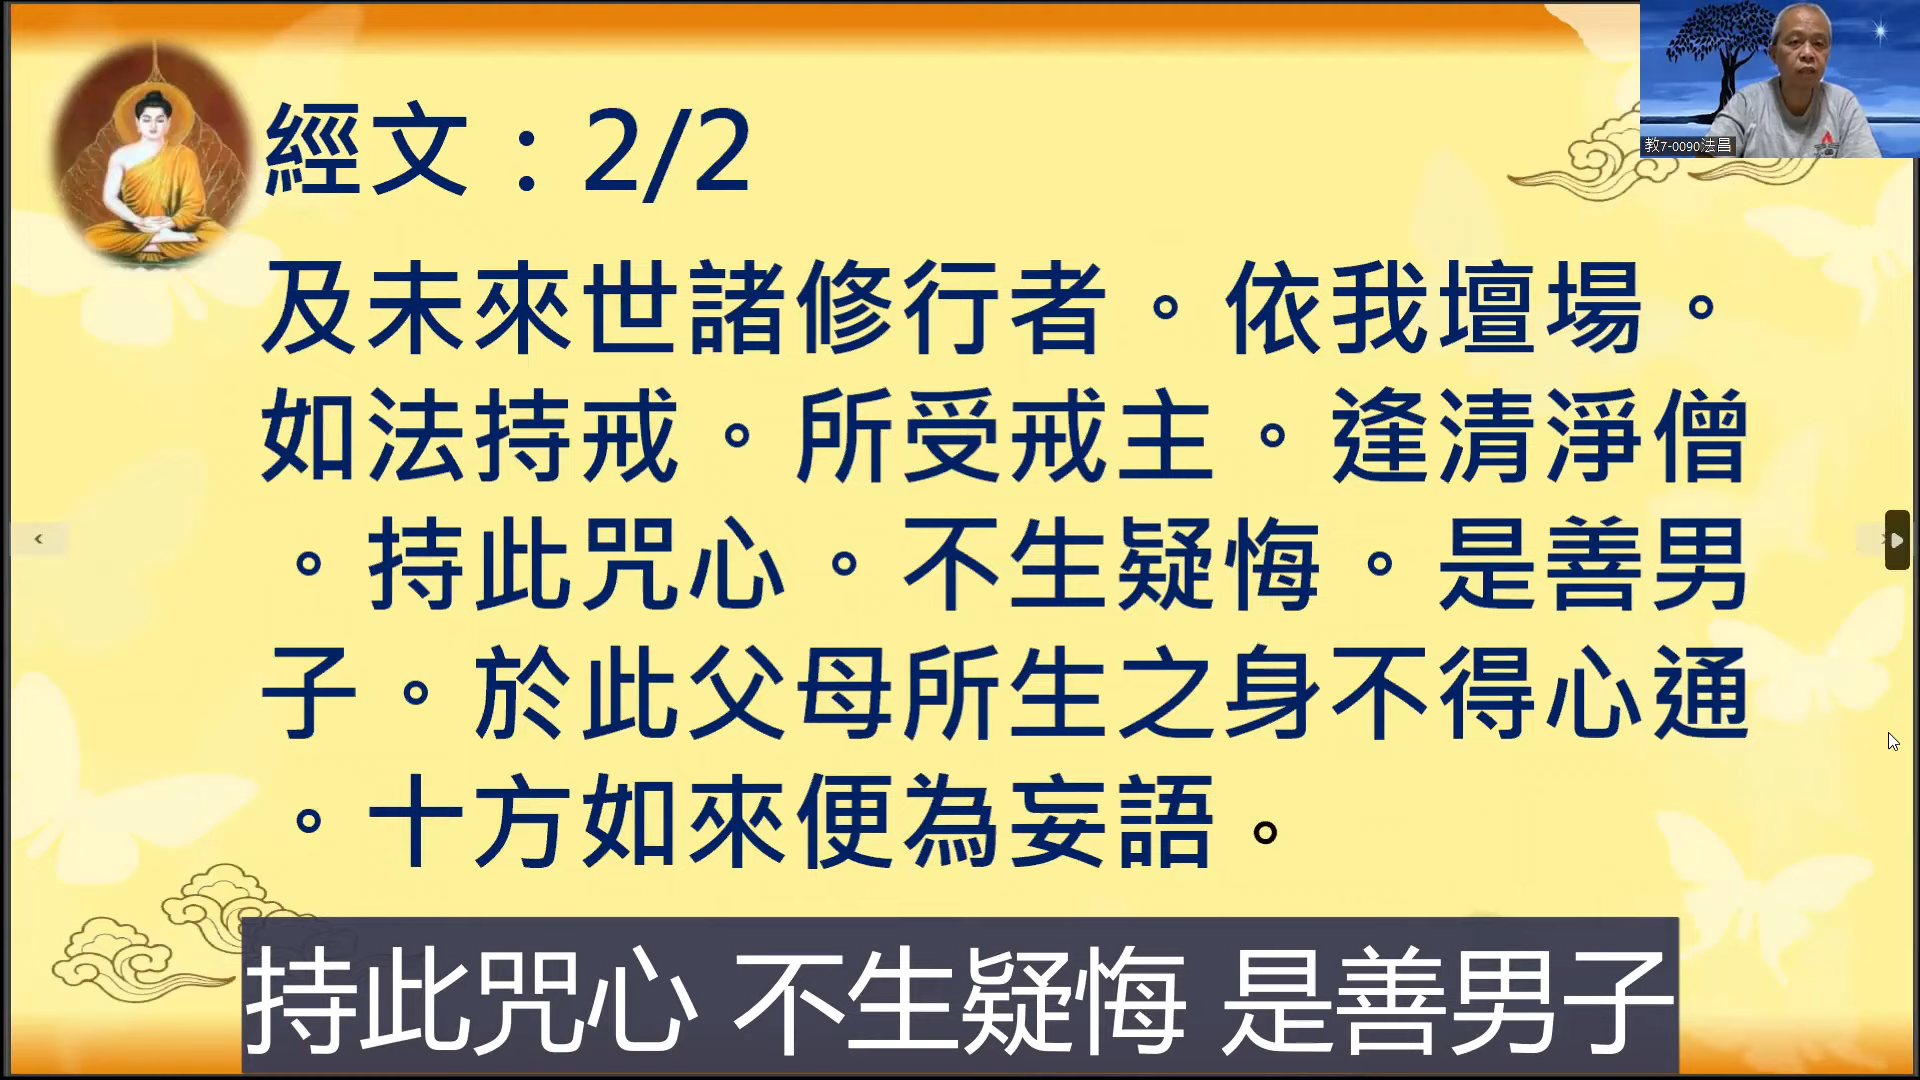 經文：2/2
及未來世諸修行者。依我壇場。
如法持戒。所受戒主。逢清淨僧
。持此咒心。不生疑悔。是善男
子。於此父母所生之身不得心通
。十方如來便為妄語。
持此咒心 不生疑悔 是善男子
教7-0090法昌